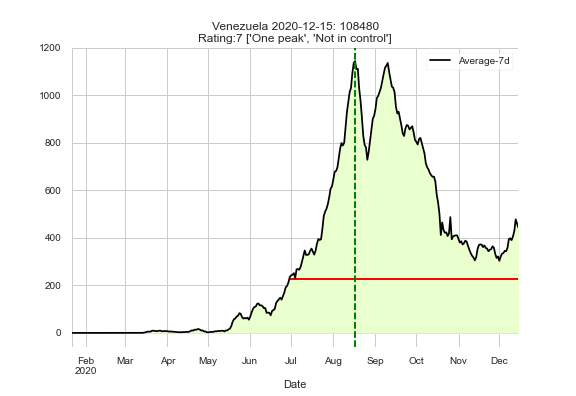 Venezuela 2020-12-15: 108480
Rating:7 ['One peak', 'Not in control']
Average-7d
1200
1000
800
600
400
200
0
Feb
2020
Mar
Apr
May
Jun
Jul
Aug
Sep
Oct
Nov
Dec
Date